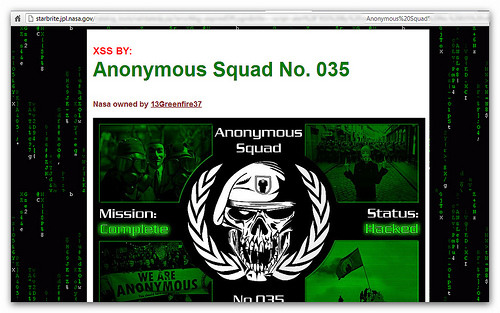 starbrite.jpl.nasa.gov/ Anonymous%20Squad"
XSS BY:
Anonymous Squad No. 035
Nasa owned by 13Greenfire37
Anonymous
Squad
Mission: Status:
Complete Hacked
WE ARE
ANONYMOUS
No.035